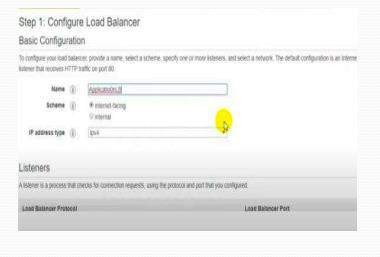 Step 1: Configure Load Balancer
Basic Configuration
To configure your load balancer, provide a name, select a scheme, specify one or more listeners, and select a network. The default configuration is an Interne
listener that receives HTTP traffic on port 80.
Name
Scheme internet-facing
internal
IP address type ipv4
Listeners
A listener is a process that checks for connection requests, using the protocol and port that you configured.
Load Balancer Protocol Load Balancer Port